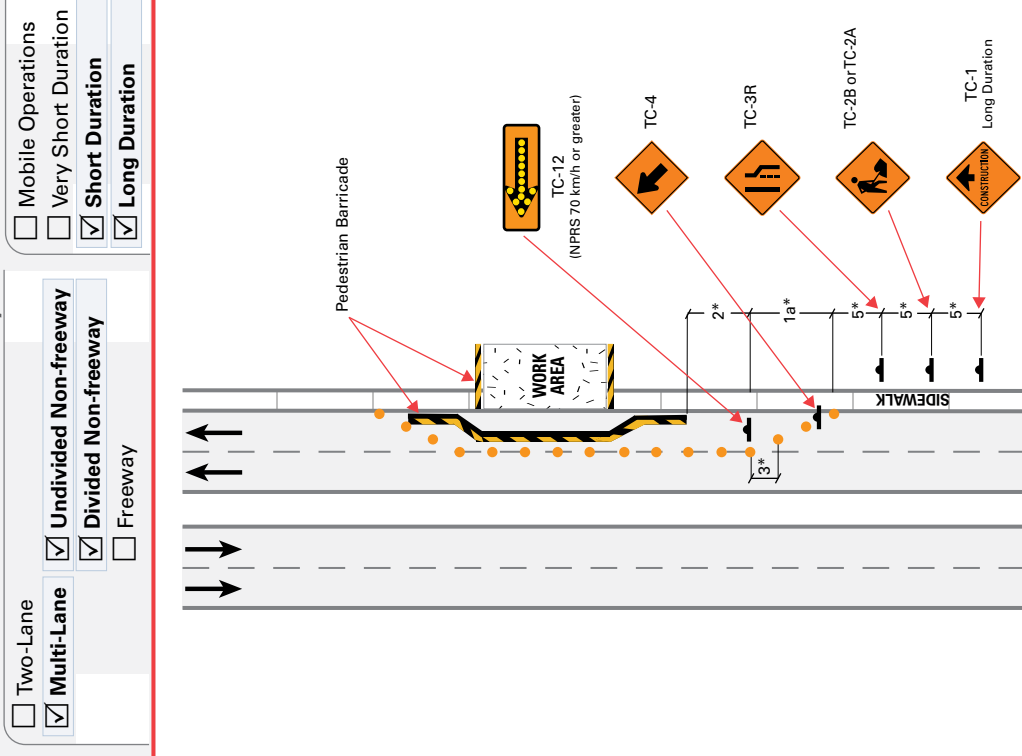 Two-Lane
Multi-Lane
Undivided Non-freeway
Divided Non-freeway
Freeway
Mobile Operations
Very Short Duration
Short Duration
Long Duration
Pedestrian Barricade
TC-12
(NPRS 70 km/h or greater)
TC-4
TC-3R
TC-2B or TC-2A
TC-1
Long Duration
CONSTRUCTION
WORK
AREA
2*
1a*
5*
5*
5*
3*
SIDEWALK